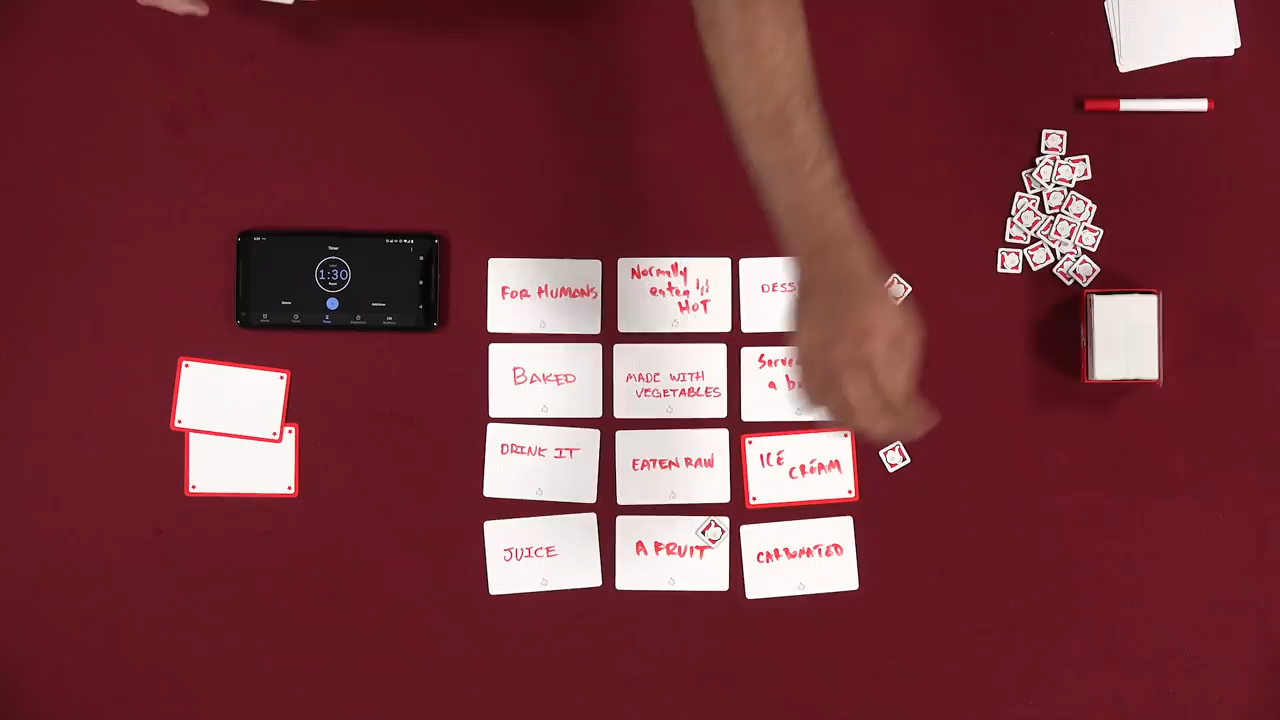 Timer
1:30
FOR HUMANS
Normally
eaten
HOT
BAKED
MADE WITH
VEGETABLES
a
DRINK IT
EATEN RAW
ICE
CREAM
JUICE
A FRUIT
CARBONATED